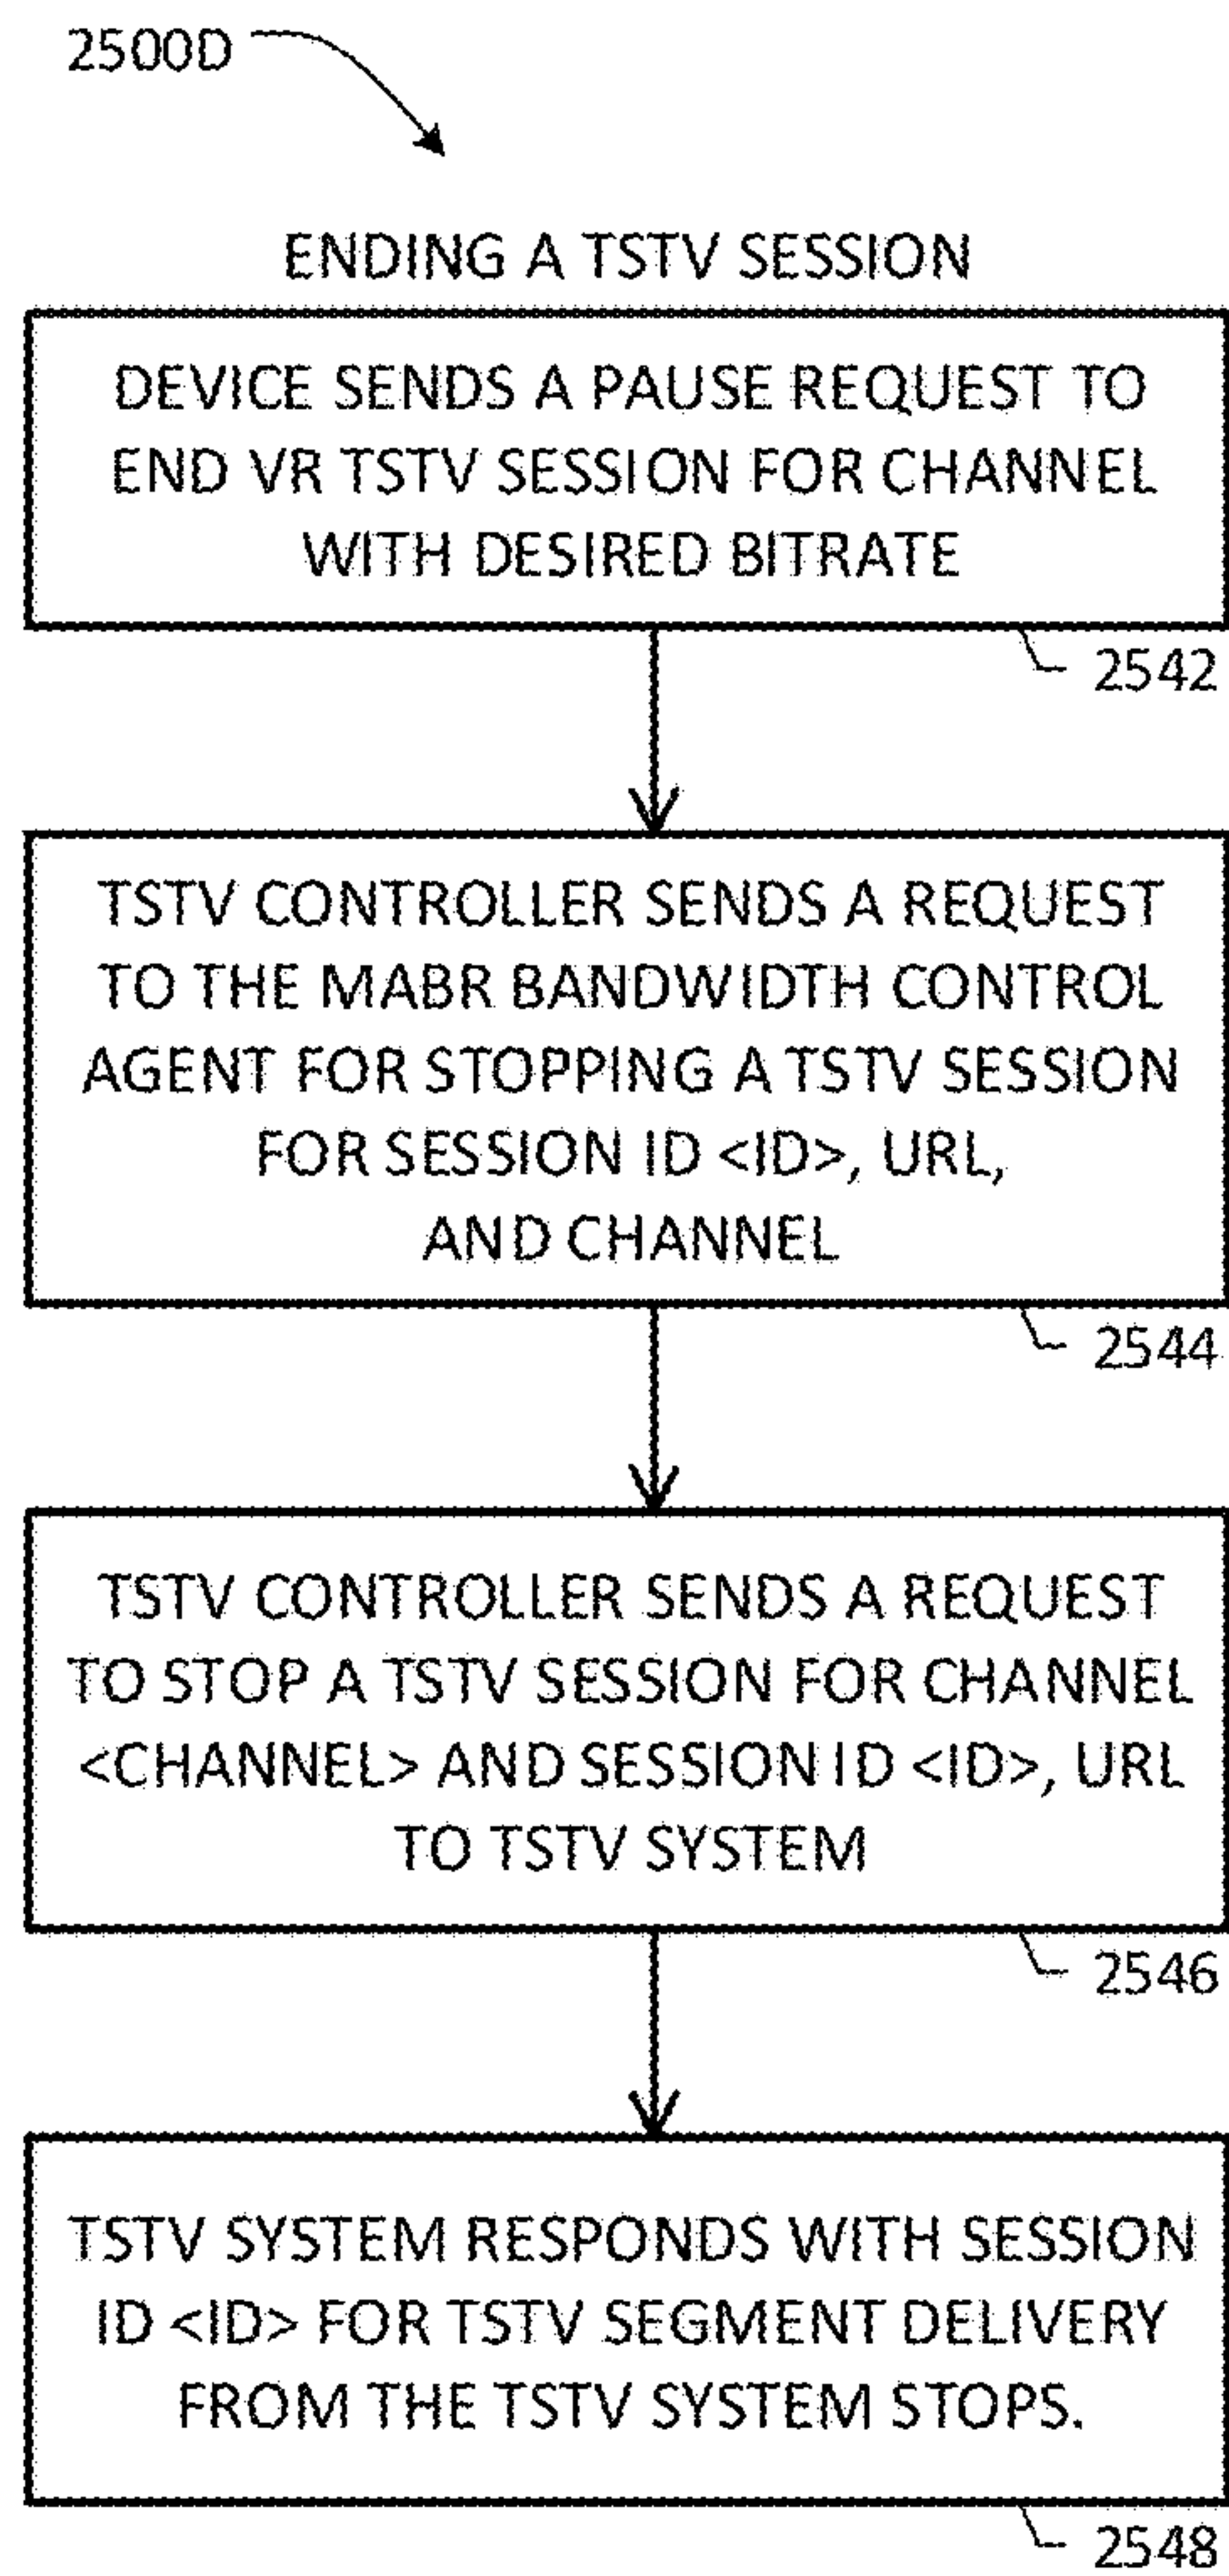 2500D
ENDING A TSTV SESSION
DEVICE SENDS A PAUSE REQUEST TO
END VR TSTV SESSION FOR CHANNEL
WITH DESIRED BITRATE
2542
TSTV CONTROLLER SENDS A REQUEST
TO THE MABR BANDWIDTH CONTROL
AGENT FOR STOPPING A TSTV SESSION
FOR SESSION ID <ID>, URL,
AND CHANNEL
2544
TSTV CONTROLLER SENDS A REQUEST
TO STOP A TSTV SESSION FOR CHANNEL
<CHANNEL> AND SESSION ID <ID>, URL
TO TSTV SYSTEM
2546
TSTV SYSTEM RESPONDS WITH SESSION
ID <ID> FOR TSTV SEGMENT DELIVERY
FROM THE TSTV SYSTEM STOPS.
2548